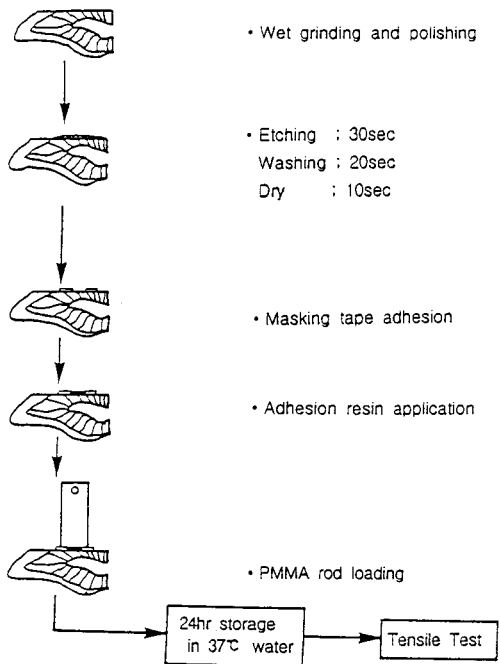 • Wet grinding and polishing
• Etching ; 30sec
Washing ; 20sec
Dry ; 10sec
• Masking tape adhesion
• Adhesion resin application
• PMMA rod loading
24hr storage
in 37℃ water
Tensile Test